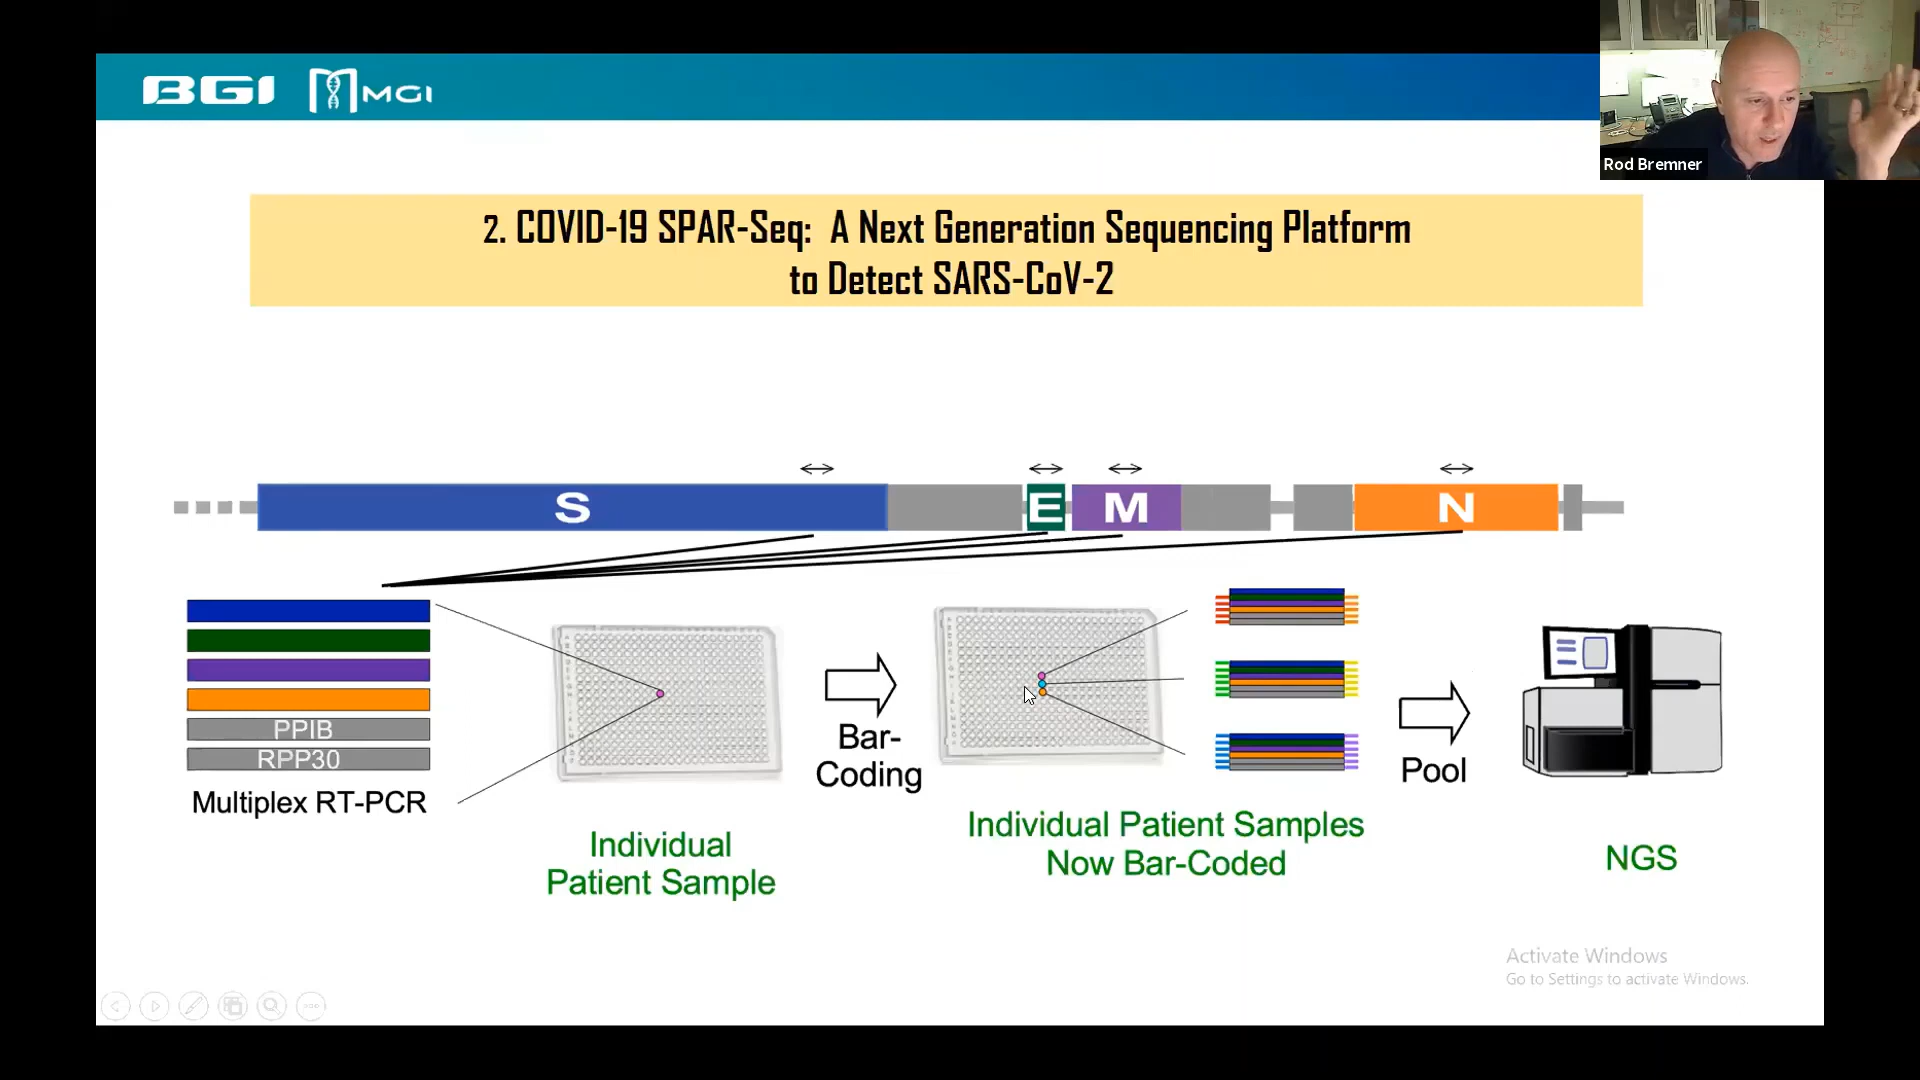 BGI MGI
Rod Bremner
2. COVID-19 SPAR-Seq: A Next Generation Sequencing Platform
to Detect SARS-CoV-2
S E M N
PPIB
RPP30
Multiplex RT-PCR
Individual
Patient Sample
Bar-
Coding
Individual Patient Samples
Now Bar-Coded
Pool
NGS
Activate Windows
Go to Settings to activate Windows.